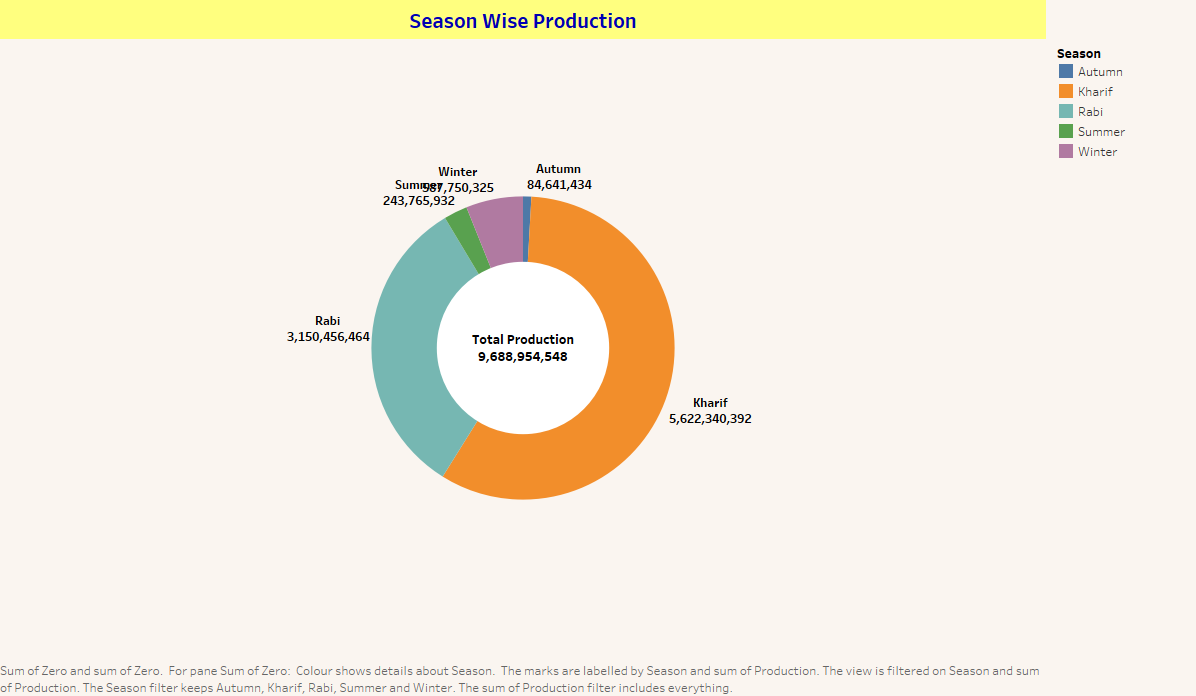 Season Wise Production
Season
Autumn
Kharif
Rabi
Summer
Winter
Winter
587,750,325
Autumn
84,641,434
Summer
243,765,932
Rabi
3,150,456,464
Total Production
9,688,954,548
Kharif
5,622,340,392
Sum of Zero and sum of Zero.  For pane Sum of Zero:  Colour shows details about Season.  The marks are labelled by Season and sum of Production. The view is filtered on Season and sum
of Production. The Season filter keeps Autumn, Kharif, Rabi, Summer and Winter. The sum of Production filter includes everything.